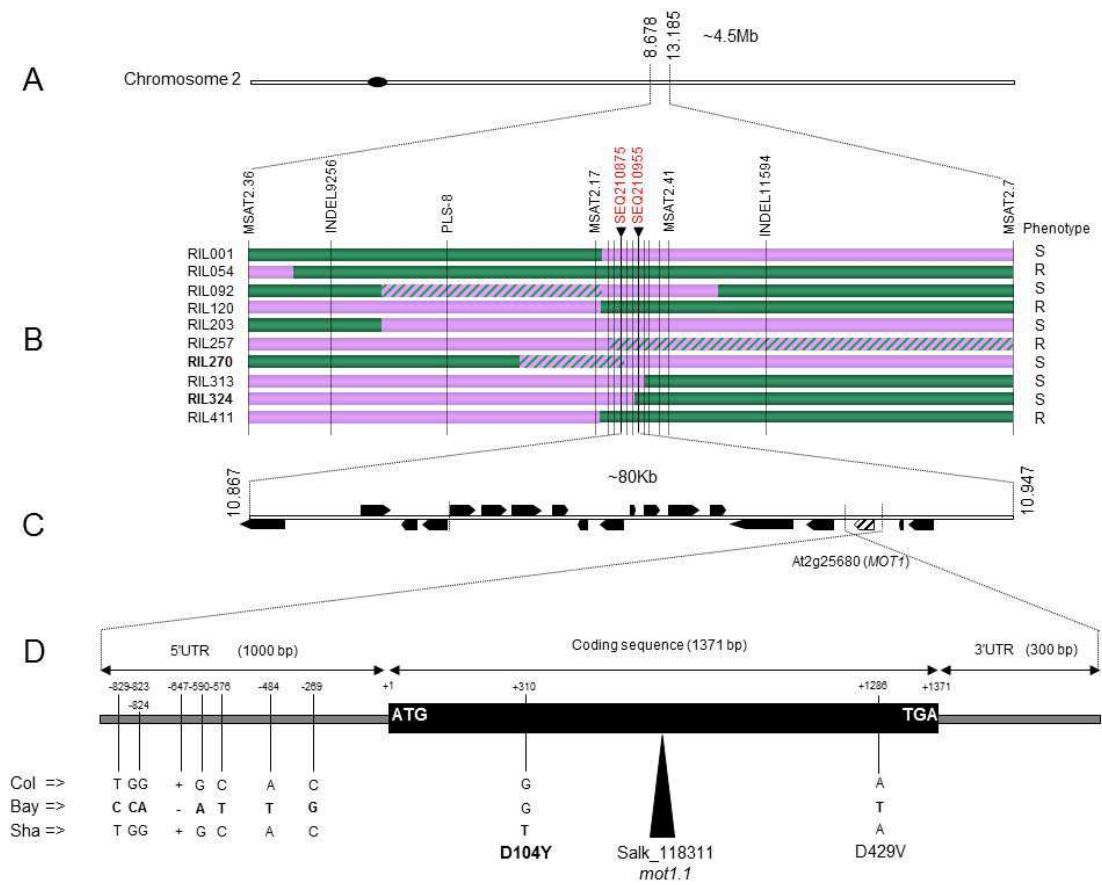 A
8.678
13.185
~4.5Mb
Chromosome 2
B
MSAT2.36
INDEL9256
PLS-8
MSAT2.17
SEQ210875
SEQ210955
MSAT2.41
INDEL11594
MSAT2.7
Phenotype
RIL001 S
RIL054 R
RIL092 S
RIL120 R
RIL203 S
RIL257 R
RIL270 S
RIL313 S
RIL324 S
RIL411 R
C
10.867
~80Kb
10.947
At2g25680 (MOT1)
D
5'UTR (1000 bp)
Coding sequence (1371 bp)
3'UTR (300 bp)
-829 -823 -647 -590 -576 -484 -269 +1 +310 +1286 +1371
-824
ATG TGA
Col => T GG + G C A C G A
Bay => C CA - A T T G G T
Sha => T GG + G C A C T A
D104Y Salk_118311 D429V
mot1.1